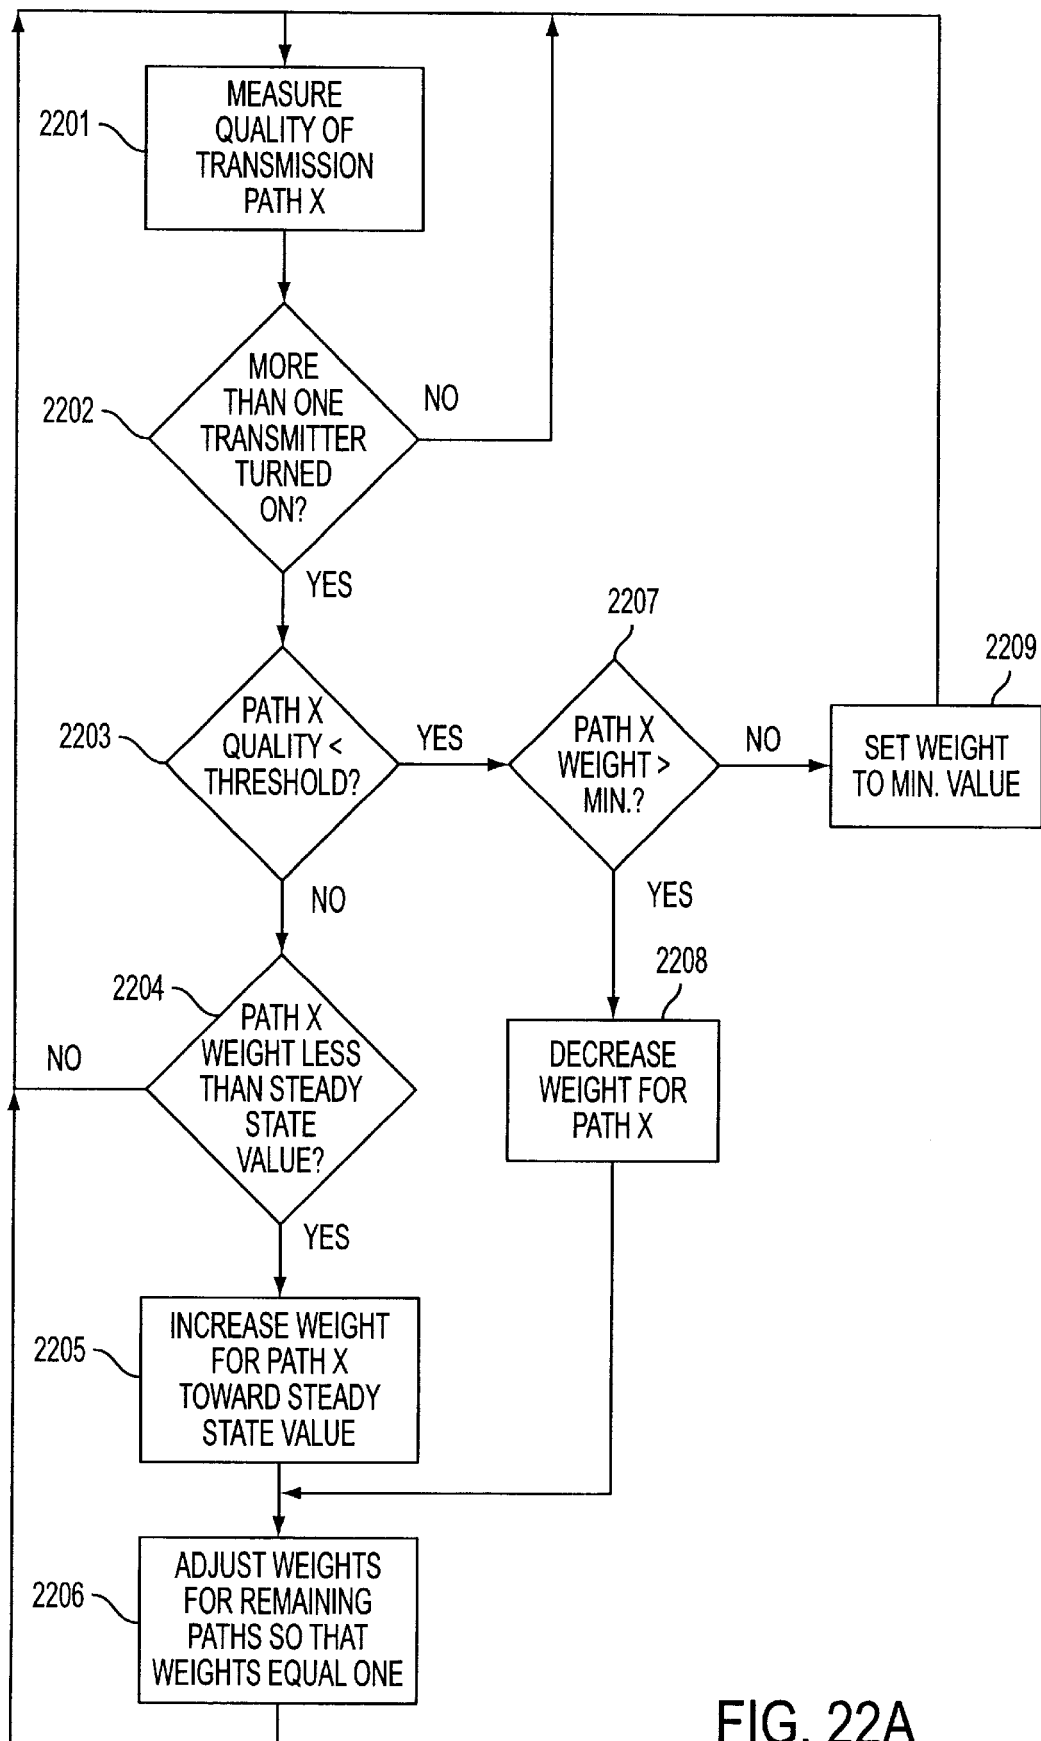 2201
MEASURE
QUALITY OF
TRANSMISSION
PATH X
2202
MORE
THAN ONE
TRANSMITTER
TURNED
ON?
NO
YES
2203
PATH X
QUALITY <
THRESHOLD?
YES
NO
2207
PATH X
WEIGHT >
MIN.?
NO
YES
2209
SET WEIGHT
TO MIN. VALUE
2204
PATH X
WEIGHT LESS
THAN STEADY
STATE
VALUE?
NO
YES
2208
DECREASE
WEIGHT FOR
PATH X
2205
INCREASE WEIGHT
FOR PATH X
TOWARD STEADY
STATE VALUE
2206
ADJUST WEIGHTS
FOR REMAINING
PATHS SO THAT
WEIGHTS EQUAL ONE
FIG. 22A